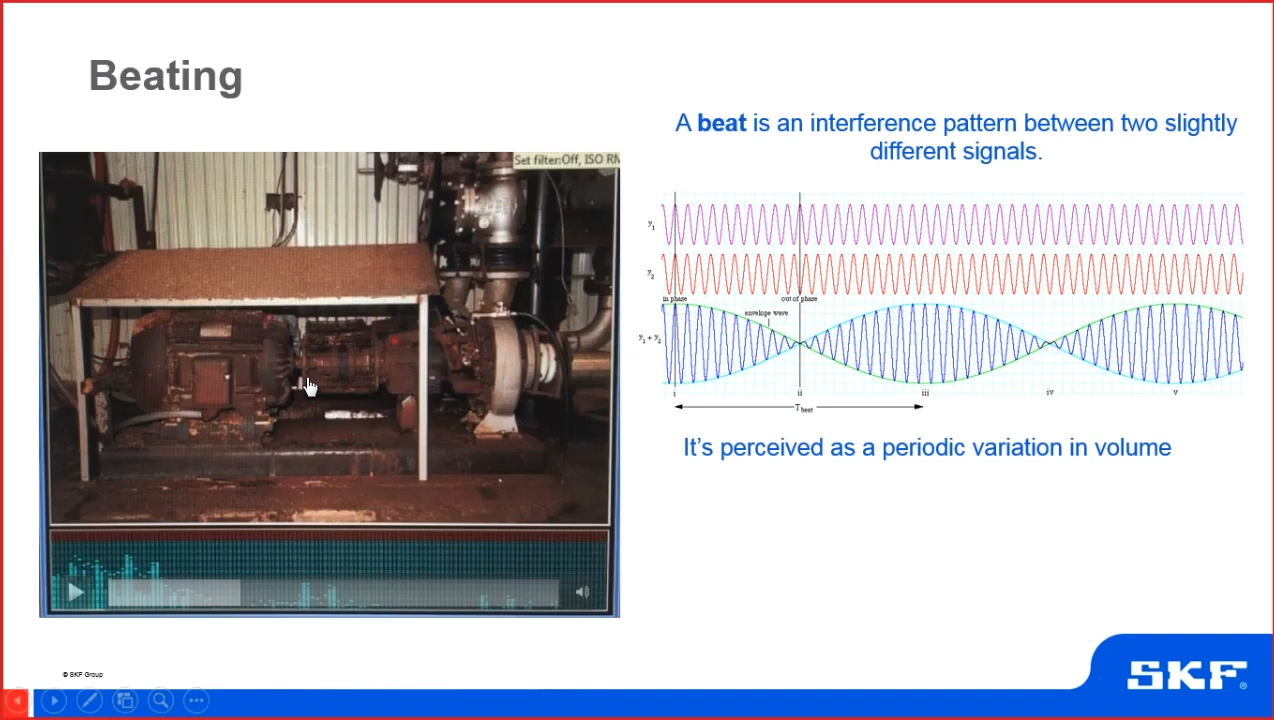 Beating
A beat is an interference pattern between two slightly
different signals.
Set filter:Off, ISO
y₁
y₂
in phase
out of phase
envelope wave
y₁ + y₂
i
ii
iii
iv
v
T beat
It's perceived as a periodic variation in volume
© SKF Group
SKF®